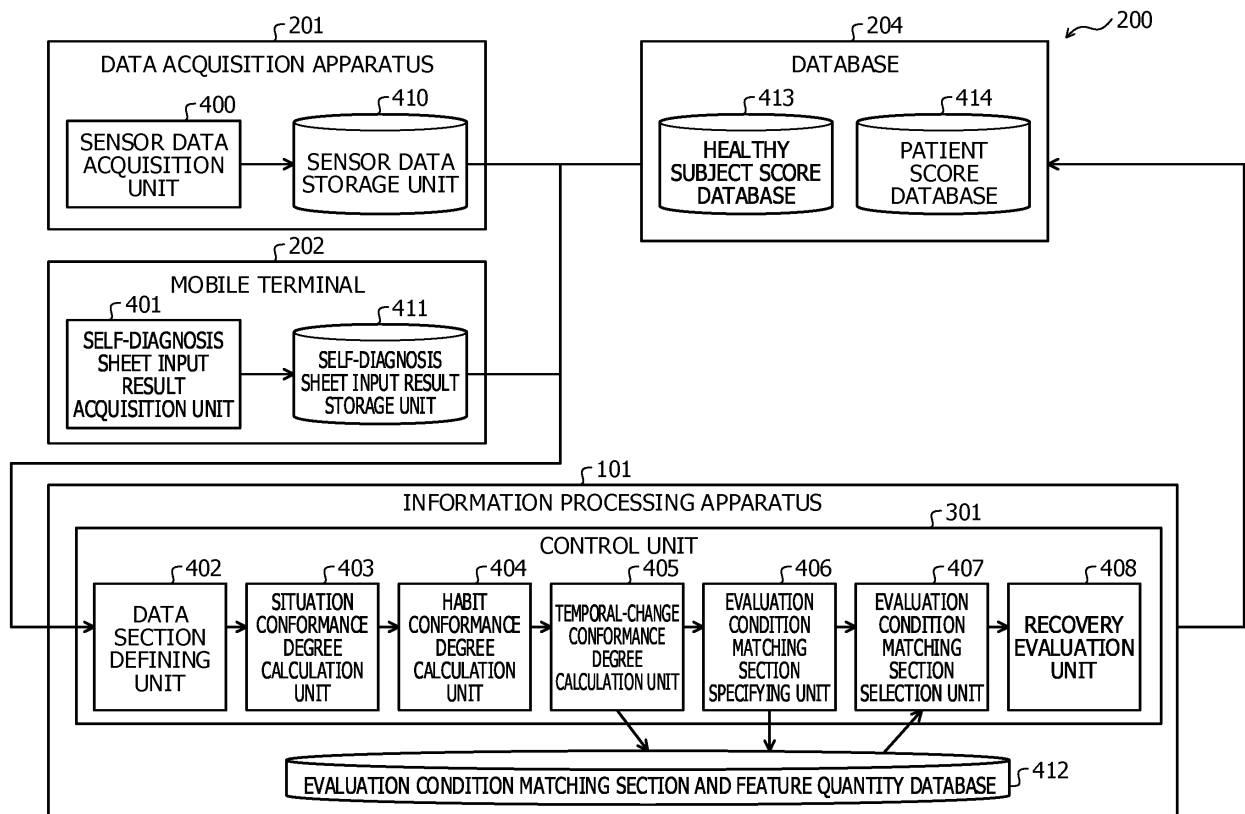 200
201
DATA ACQUISITION APPARATUS
400
SENSOR DATA
ACQUISITION
UNIT
410
SENSOR DATA
STORAGE UNIT
204
DATABASE
413
HEALTHY
SUBJECT SCORE
DATABASE
414
PATIENT
SCORE
DATABASE
202
MOBILE TERMINAL
401
SELF-DIAGNOSIS
SHEET INPUT
RESULT
ACQUISITION UNIT
411
SELF-DIAGNOSIS
SHEET INPUT RESULT
STORAGE UNIT
101
INFORMATION PROCESSING APPARATUS
301
CONTROL UNIT
402
DATA
SECTION
DEFINING
UNIT
403
SITUATION
CONFORMANCE
DEGREE
CALCULATION
UNIT
404
HABIT
CONFORMANCE
DEGREE
CALCULATION
UNIT
405
TEMPORAL-CHANGE
CONFORMANCE
DEGREE
CALCULATION UNIT
406
EVALUATION
CONDITION
MATCHING
SECTION
SPECIFYING UNIT
407
EVALUATION
CONDITION
MATCHING
SECTION
SELECTION UNIT
408
RECOVERY
EVALUATION
UNIT
EVALUATION CONDITION MATCHING SECTION AND FEATURE QUANTITY DATABASE
412